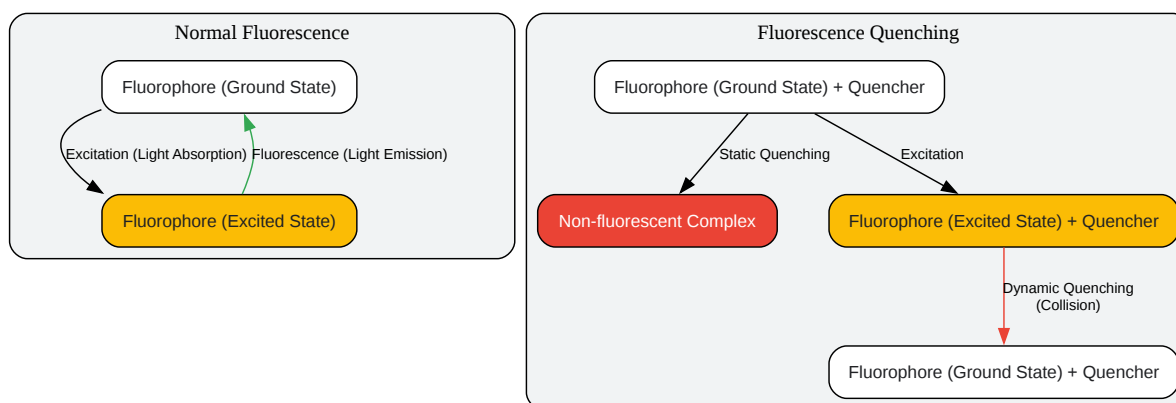 Normal Fluorescence
Fluorophore (Ground State)
Excitation (Light Absorption)
Fluorescence (Light Emission)
Fluorophore (Excited State)
Fluorescence Quenching
Fluorophore (Ground State) + Quencher
Static Quenching
Excitation
Non-fluorescent Complex
Fluorophore (Excited State) + Quencher
Dynamic Quenching
(Collision)
Fluorophore (Ground State) + Quencher